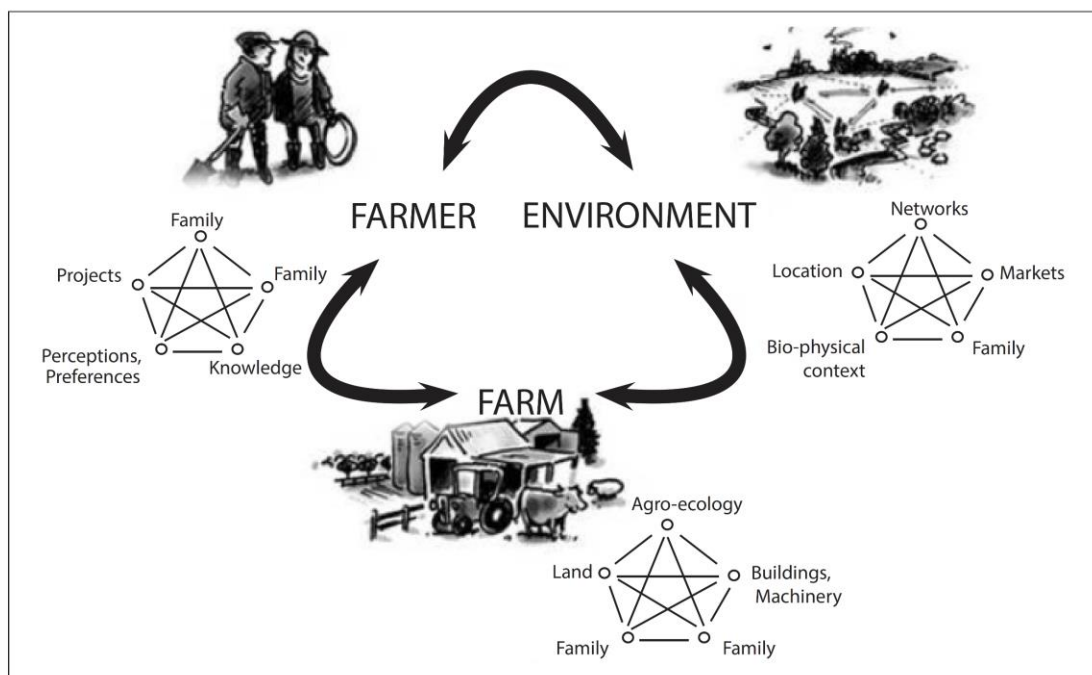 FARMER
ENVIRONMENT
Family
Projects
Family
Perceptions,
Preferences
Knowledge
Networks
Location
Markets
Bio-physical
context
Family
FARM
Agro-ecology
Land
Buildings,
Machinery
Family
Family